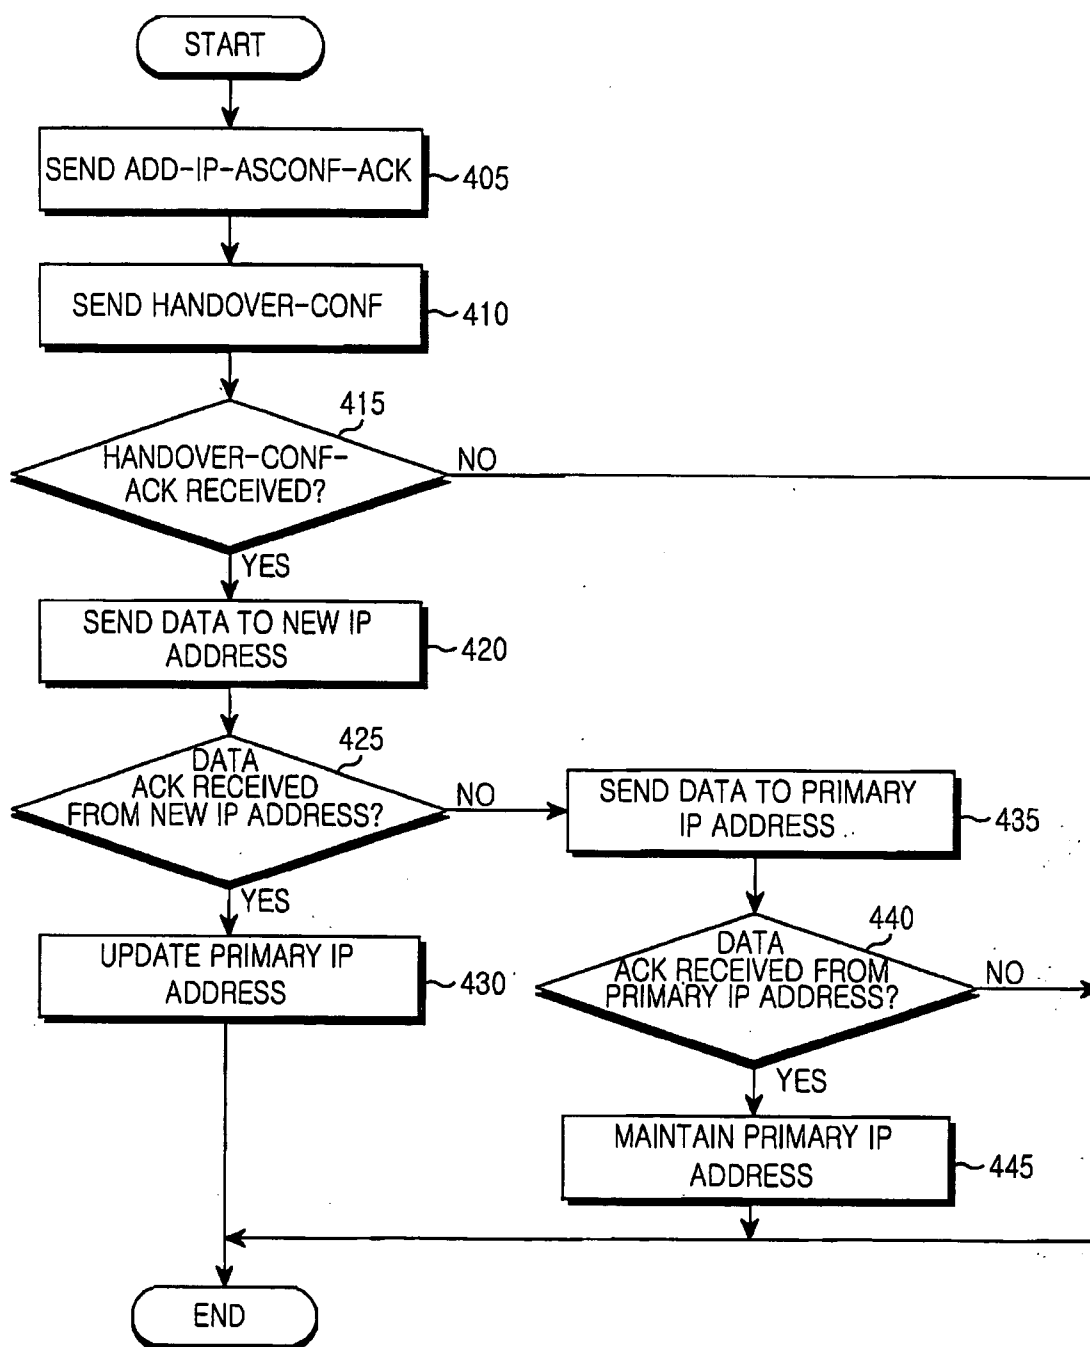 START
SEND ADD-IP-ASCONF-ACK
405
SEND HANDOVER-CONF
410
415
HANDOVER-CONF-
ACK RECEIVED?
NO
YES
SEND DATA TO NEW IP
ADDRESS
420
425
DATA
ACK RECEIVED
FROM NEW IP ADDRESS?
NO
YES
SEND DATA TO PRIMARY
IP ADDRESS
435
UPDATE PRIMARY IP
ADDRESS
430
440
DATA
ACK RECEIVED FROM
PRIMARY IP ADDRESS?
NO
YES
MAINTAIN PRIMARY IP
ADDRESS
445
END